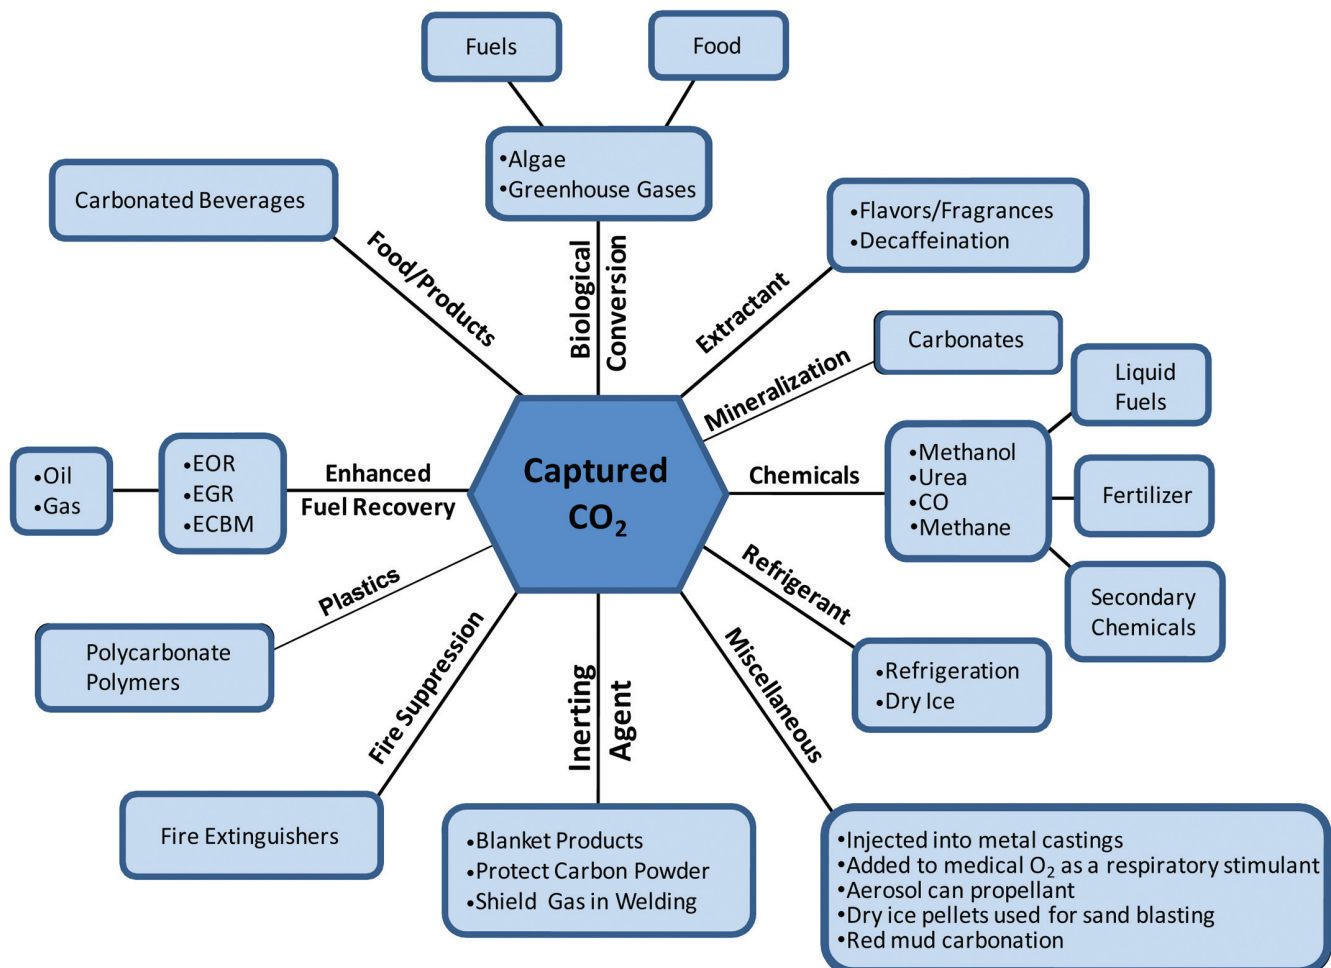 Fuels
Food
•Algae
•Greenhouse Gases
Carbonated Beverages
•Flavors/Fragrances
•Decaffeination
Food/Products
Biological
Conversion
Extractant
Mineralization
Carbonates
Liquid
Fuels
•Methanol
•Urea
•CO
•Methane
Chemicals
Fertilizer
Secondary
Chemicals
Captured
CO₂
Enhanced
Fuel Recovery
•EOR
•EGR
•ECBM
•Oil
•Gas
Plastics
Polycarbonate
Polymers
Refrigerant
•Refrigeration
•Dry Ice
Fire Suppression
Fire Extinguishers
Inerting
Agent
•Blanket Products
•Protect Carbon Powder
•Shield Gas in Welding
Miscellaneous
•Injected into metal castings
•Added to medical O₂ as a respiratory stimulant
•Aerosol can propellant
•Dry ice pellets used for sand blasting
•Red mud carbonation